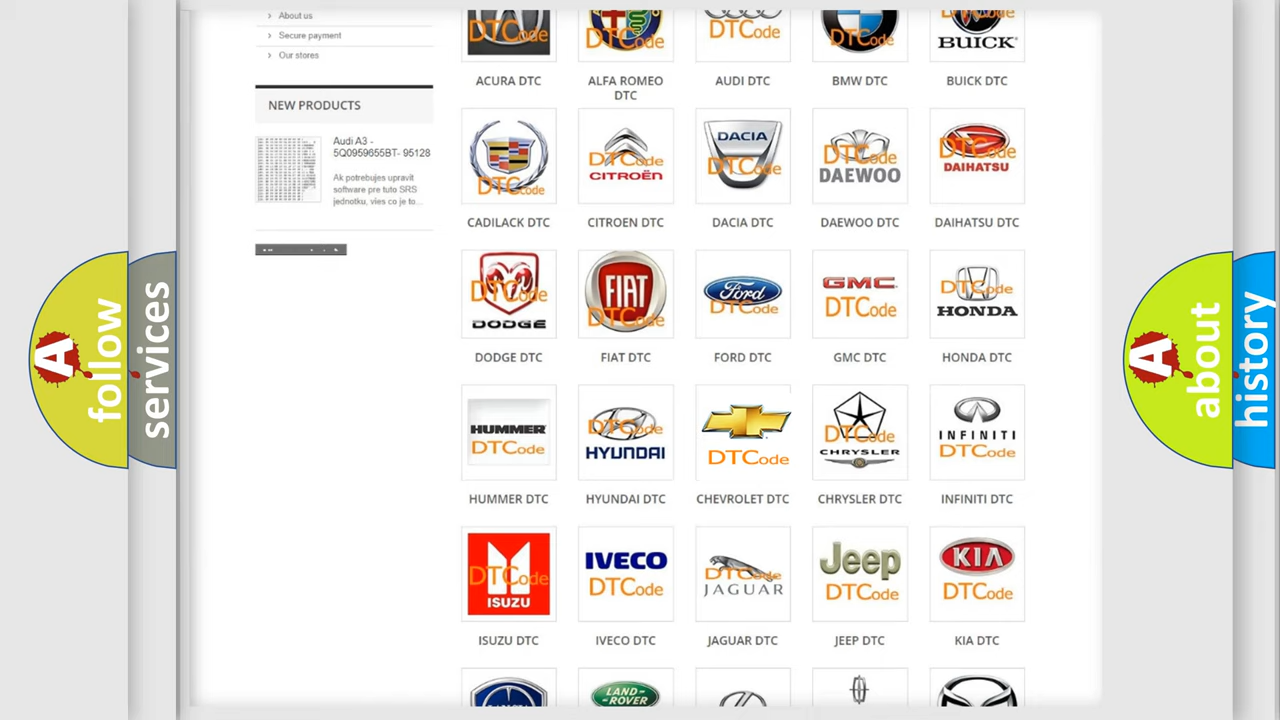 About us
Secure payment
Our stores
NEW PRODUCTS
Audi A3 -
5Q0959655BT- 95128
Ak potrebujes upravit
software pre tuto SRS
jednotku, vies co je to...
DTCode
DTCode
DTCode
DTCode
BUICK
ACURA DTC
ALFA ROMEO
DTC
AUDI DTC
BMW DTC
BUICK DTC
DTCode
DTCode
CITROËN
DACIA
DTCode
DTCode
DAEWOO
DTCode
DAIHATSU
CADILACK DTC
CITROEN DTC
DACIA DTC
DAEWOO DTC
DAIHATSU DTC
DTCode
DODGE
FIAT
DTCode
Ford
DTCode
GMC
DTCode
DTCode
HONDA
DODGE DTC
FIAT DTC
FORD DTC
GMC DTC
HONDA DTC
HUMMER
DTCode
DTCode
HYUNDAI
DTCode
DTCode
CHRYSLER
INFINITI
DTCode
HUMMER DTC
HYUNDAI DTC
CHEVROLET DTC
CHRYSLER DTC
INFINITI DTC
DTCode
ISUZU
IVECO
DTCode
DTCode
JAGUAR
Jeep
DTCode
KIA
DTCode
ISUZU DTC
IVECO DTC
JAGUAR DTC
JEEP DTC
KIA DTC
LAND-
ROVER
A
follow
services
A
about
history